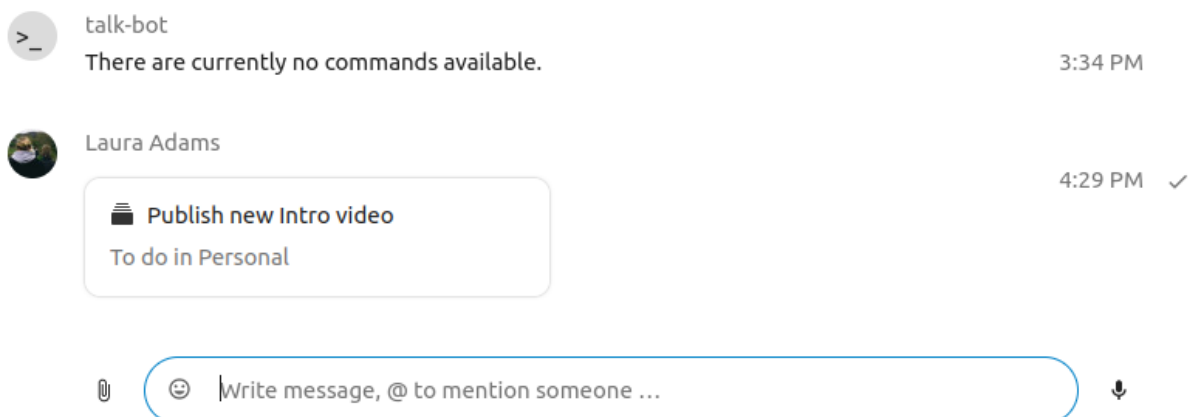 >_
talk-bot
There are currently no commands available.
3:34 PM
Laura Adams
4:29 PM
Publish new Intro video
To do in Personal
Write message, @ to mention someone …